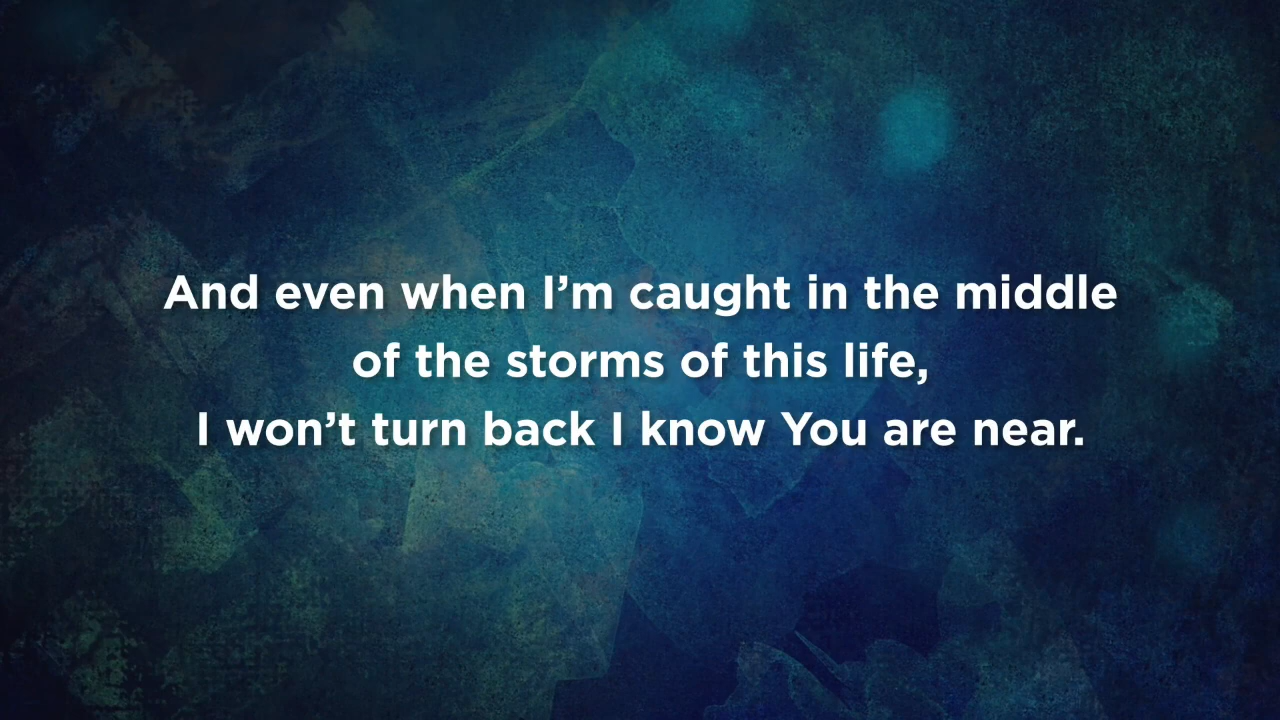 And even when I’m caught in the middle
of the storms of this life,
I won’t turn back I know You are near.